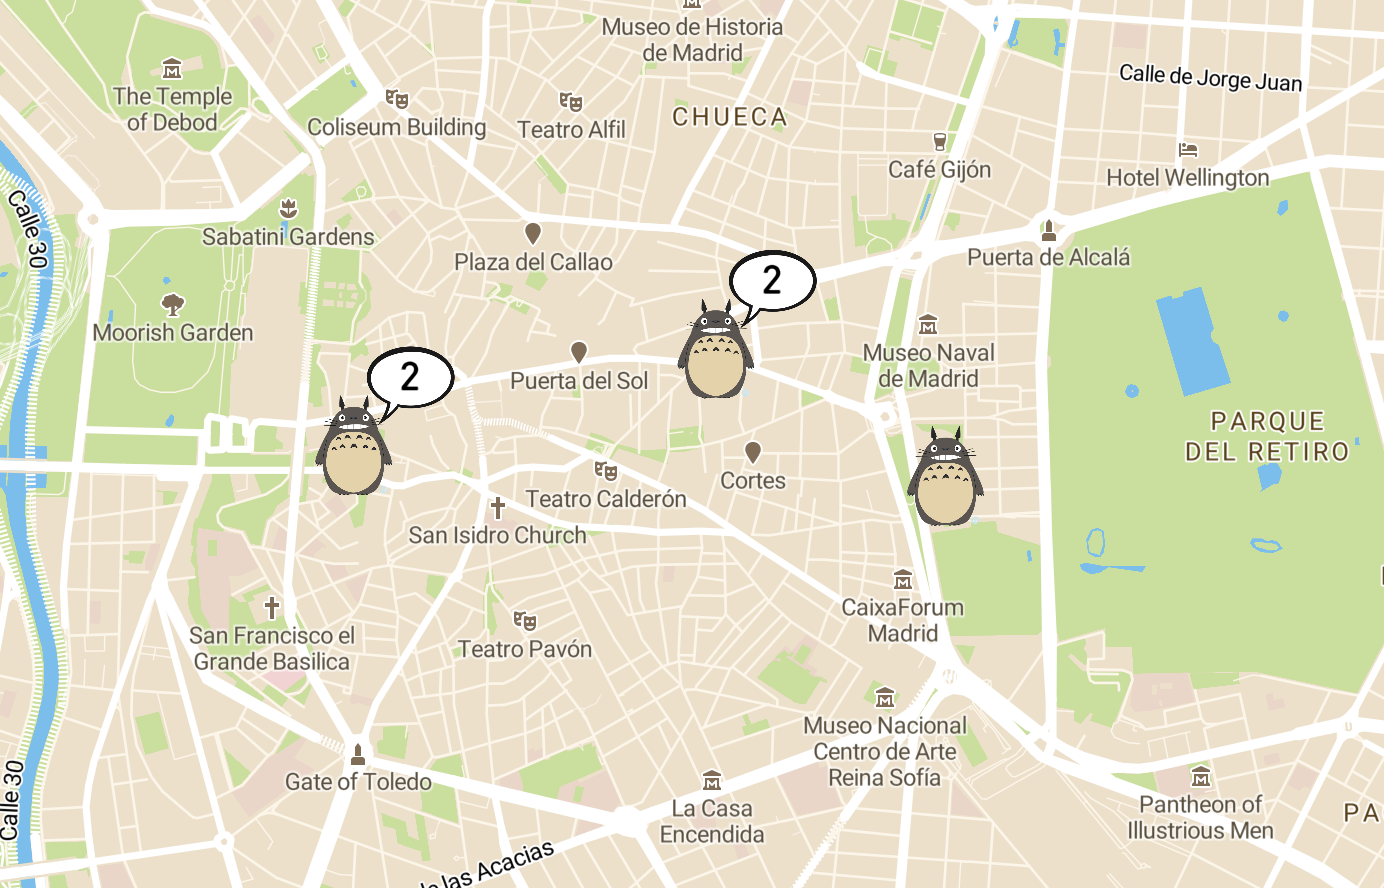 Museo de Historia
de Madrid
Calle de Jorge Juan
The Temple
of Debod
Coliseum Building
Teatro Alfil
CHUECA
Café Gijón
Hotel Wellington
Calle 30
Sabatini Gardens
Plaza del Callao
Puerta de Alcalá
2
Moorish Garden
Museo Naval
de Madrid
2
Puerta del Sol
PARQUE
DEL RETIRO
Cortes
Teatro Calderón
San Isidro Church
CaixaForum
Madrid
San Francisco el
Grande Basilica
Teatro Pavón
Museo Nacional
Centro de Arte
Reina Sofía
Gate of Toledo
Calle 30
La Casa
Encendida
Pantheon of
Illustrious Men
PA
de las Acacias